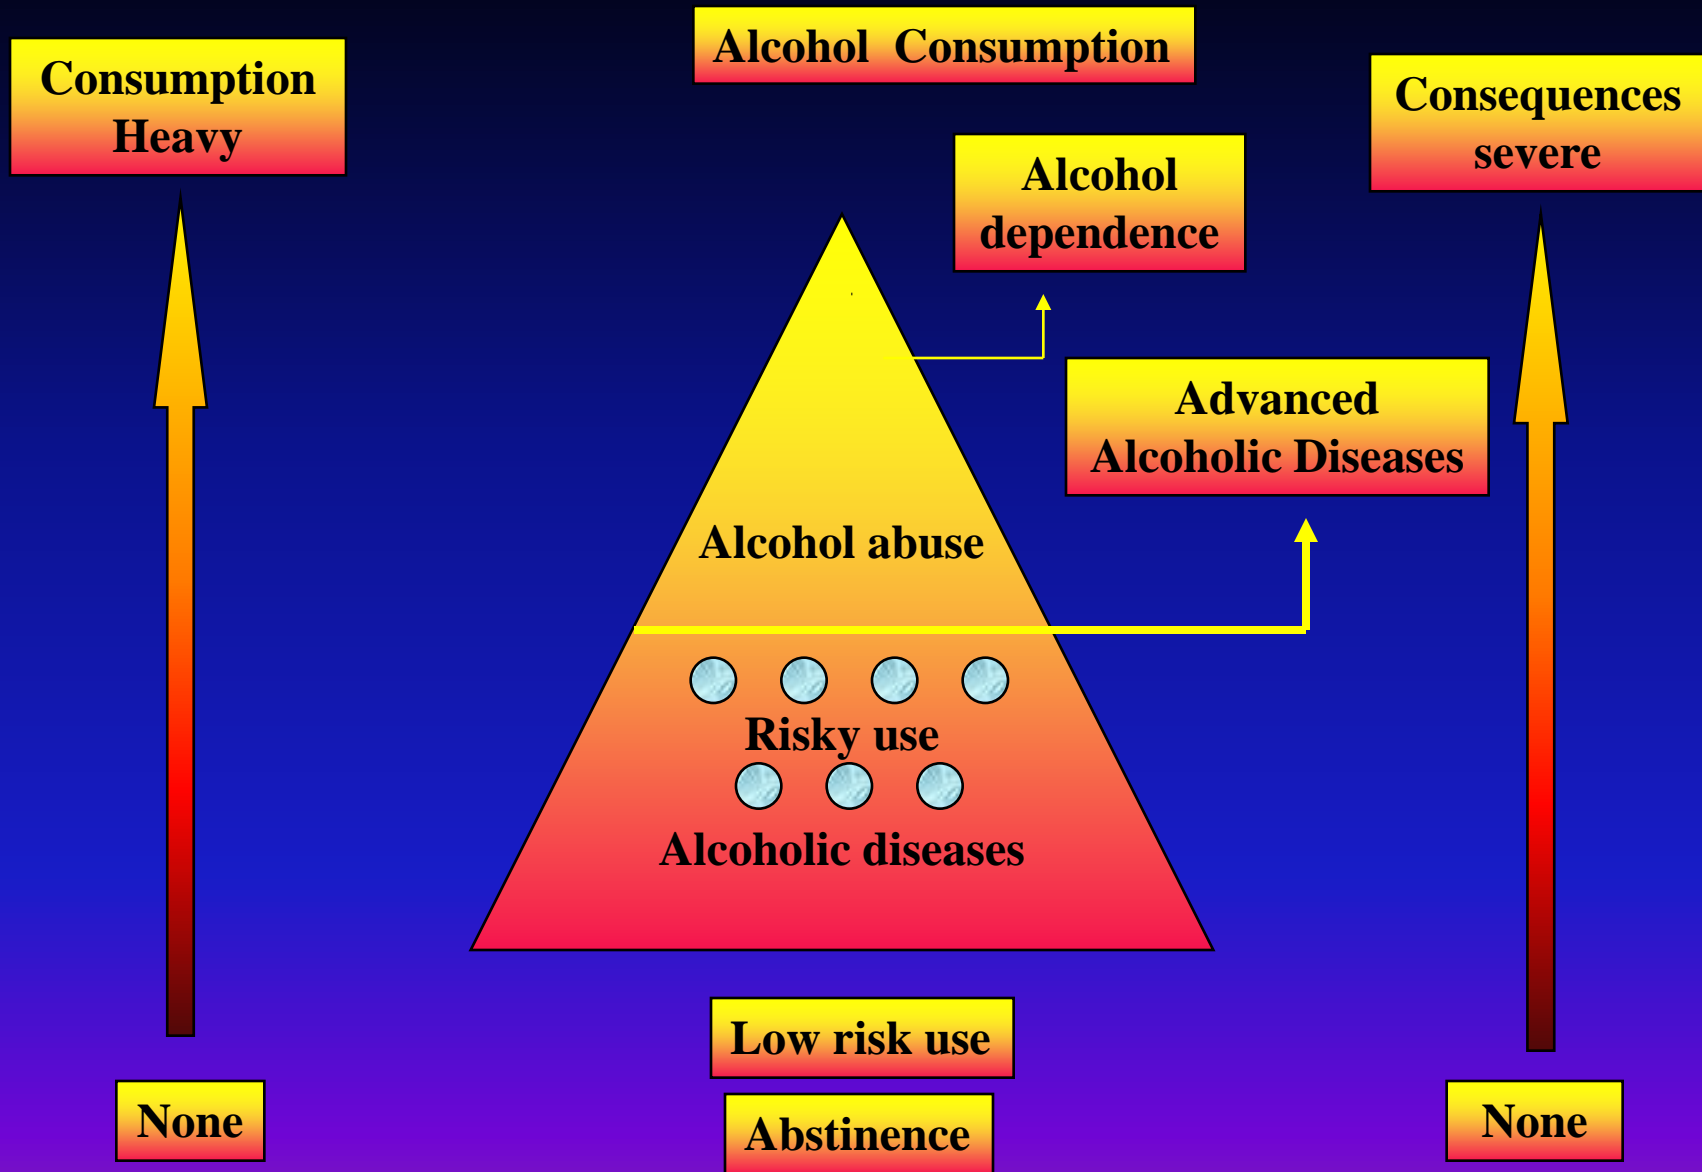 Alcohol  Consumption
Consumption
Heavy
Consequences
severe
Alcohol
dependence
Advanced
Alcoholic Diseases
Alcohol abuse
Risky use
Alcoholic diseases
Low risk use
None
Abstinence
None